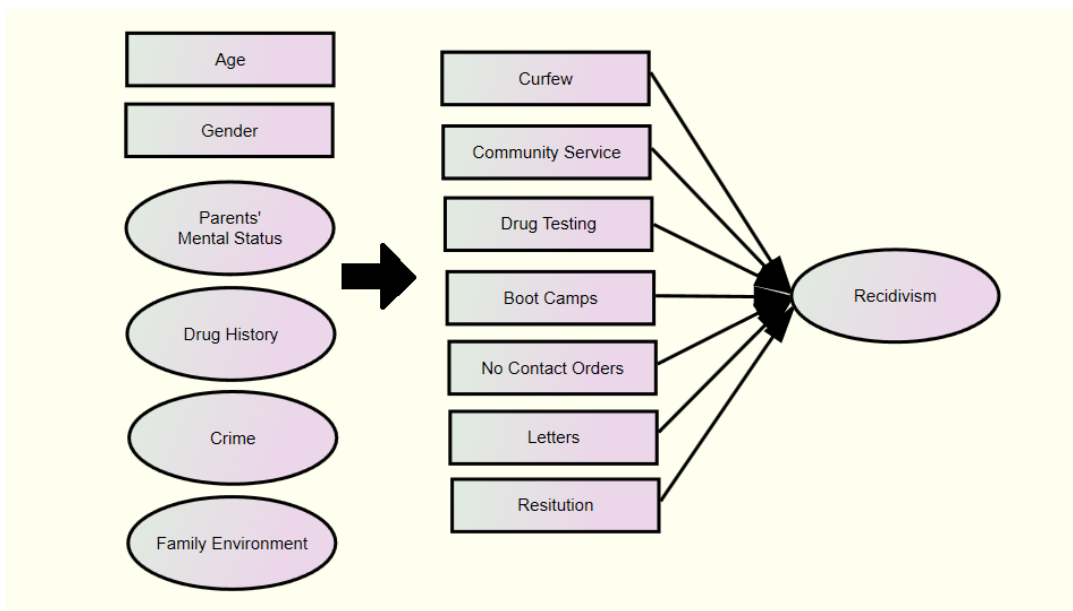 Age
Gender
Parents'
Mental Status
Drug History
Crime
Family Environment
Curfew
Community Service
Drug Testing
Boot Camps
No Contact Orders
Letters
Resitution
Recidivism